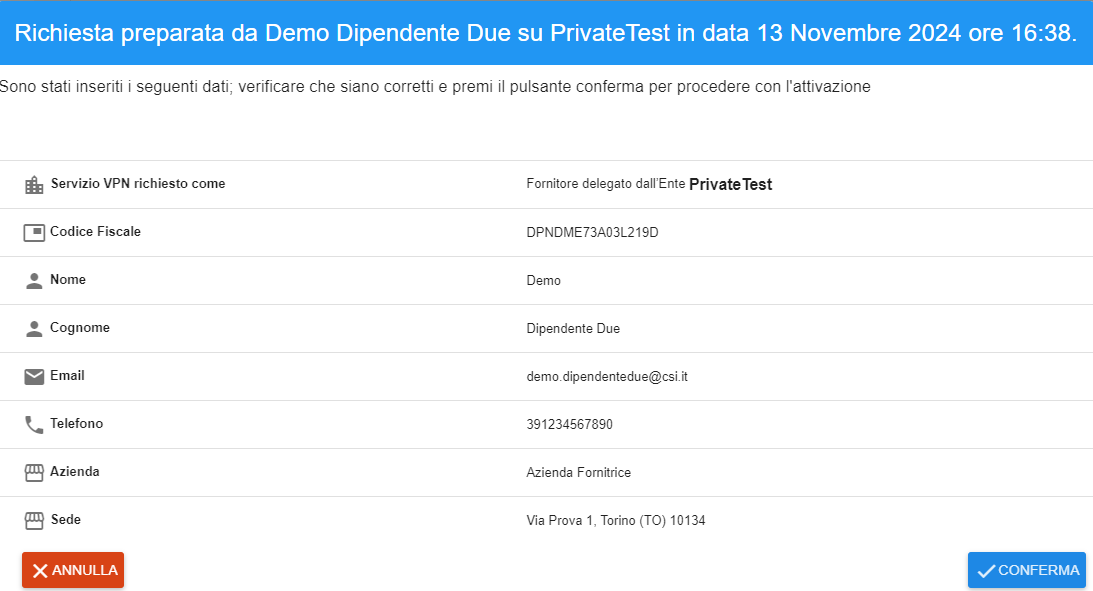 Richiesta preparata da Demo Dipendente Due su PrivateTest in data 13 Novembre 2024 ore 16:38.
Sono stati inseriti i seguenti dati; verificare che siano corretti e premi il pulsante conferma per procedere con l'attivazione
Servizio VPN richiesto come Fornitore delegato dall'Ente PrivateTest
Codice Fiscale DPNDME73A03L219D
Nome Demo
Cognome Dipendente Due
Email demo.dipendentedue@csi.it
Telefono 391234567890
Azienda Azienda Fornitrice
Sede Via Prova 1, Torino (TO) 10134
ANNULLA CONFERMA